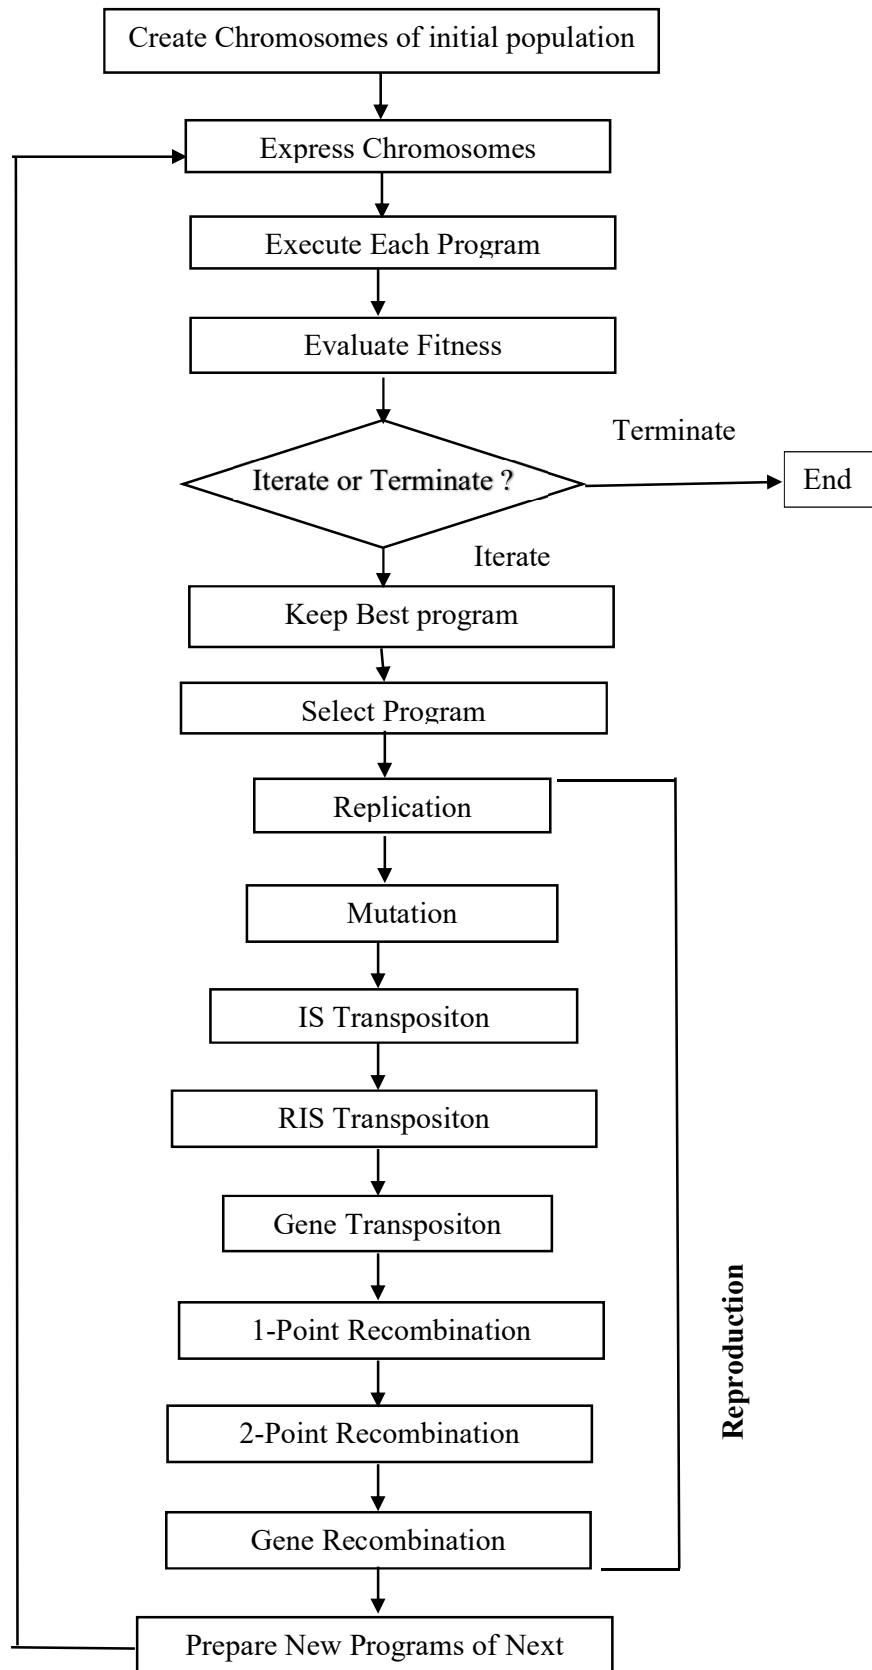 Create Chromosomes of initial population
Express Chromosomes
Execute Each Program
Evaluate Fitness
Iterate or Terminate ?
Terminate
End
Iterate
Keep Best program
Select Program
Replication
Mutation
IS Transpositon
RIS Transpositon
Gene Transpositon
1-Point Recombination
2-Point Recombination
Gene Recombination
Reproduction
Prepare New Programs of Next